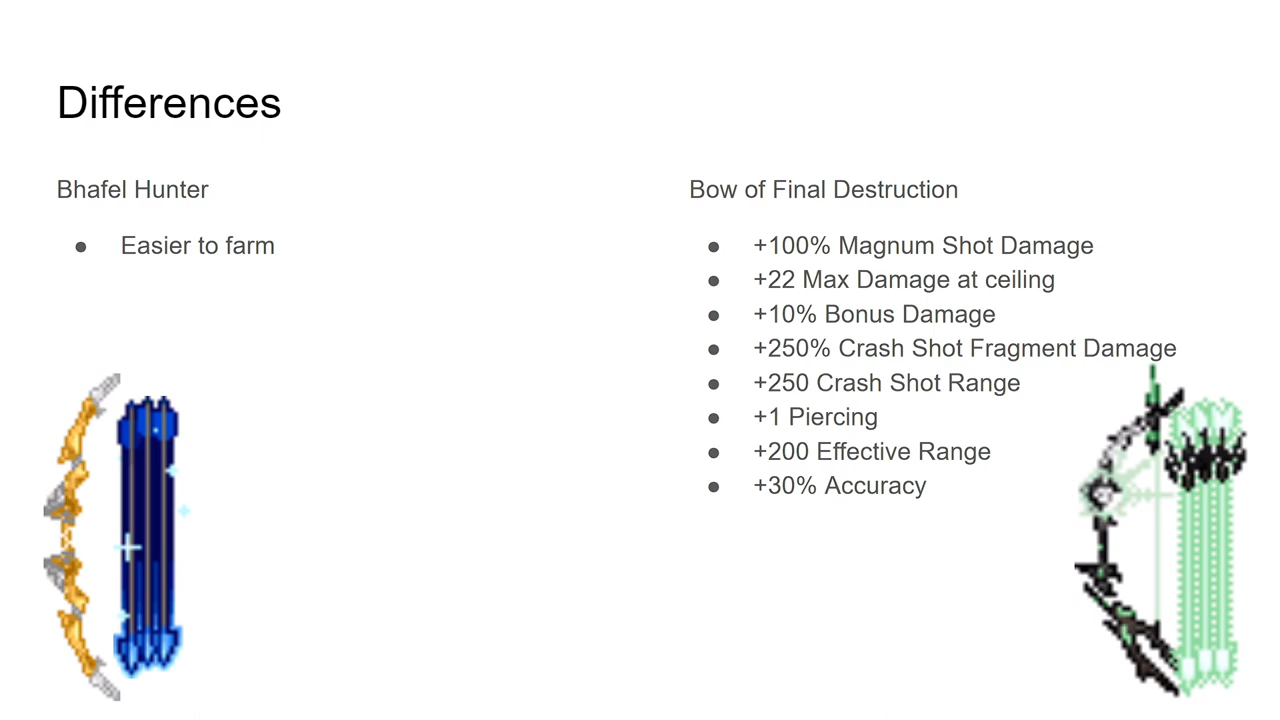 Differences
Bhafel Hunter
● Easier to farm
Bow of Final Destruction
● +100% Magnum Shot Damage
● +22 Max Damage at ceiling
● +10% Bonus Damage
● +250% Crash Shot Fragment Damage
● +250 Crash Shot Range
● +1 Piercing
● +200 Effective Range
● +30% Accuracy